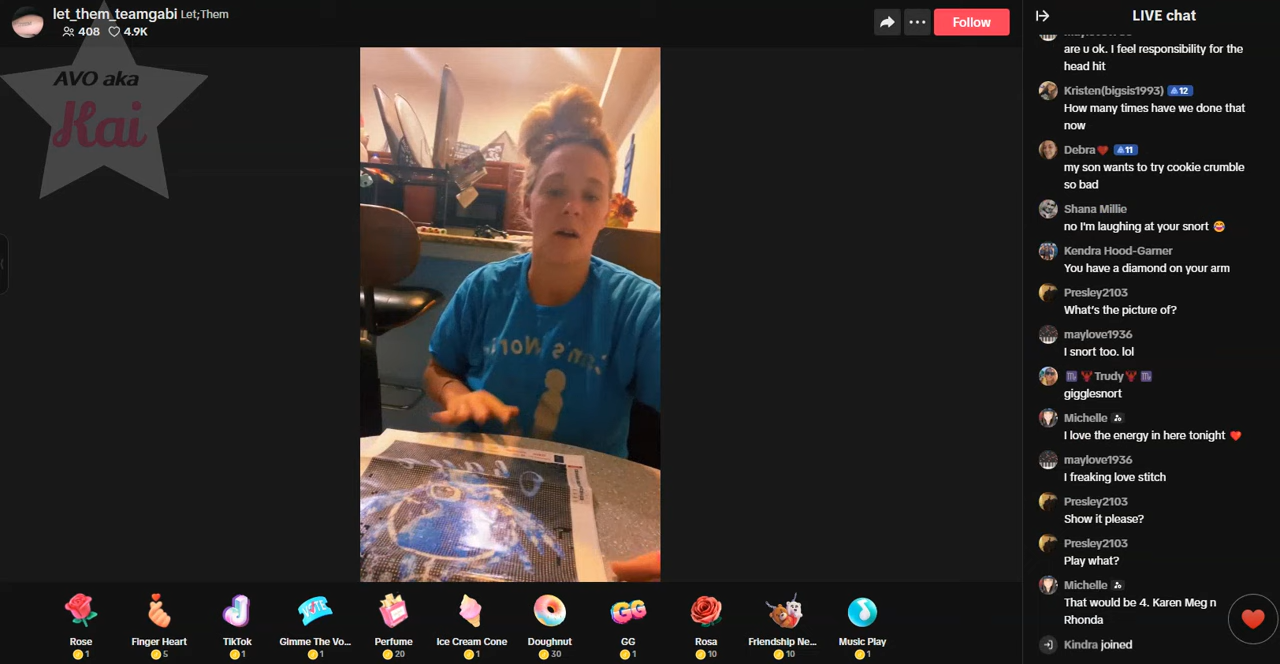 let_them_teamgabi Let;Them
408 4.9K
Follow
AVO aka
Kai
LIVE chat
are u ok. I feel responsibility for the
head hit
Kristen(bigsis1993) 12
How many times have we done that
now
Debra 11
my son wants to try cookie crumble
so bad
Shana Millie
no I'm laughing at your snort 😅
Kendra Hood-Garner
You have a diamond on your arm
Presley2103
What's the picture of?
maylove1936
I snort too. lol
♏🦞Trudy🦞♏
gigglesnort
Michelle
I love the energy in here tonight ❤️
maylove1936
I freaking love stitch
Presley2103
Show it please?
Presley2103
Play what?
Michelle
That would be 4. Karen Meg n
Rhonda
Kindra joined
Rose
1
Finger Heart
5
TikTok
1
Gimme The Vo...
1
Perfume
20
Ice Cream Cone
1
Doughnut
30
GG
1
Rosa
10
Friendship Ne...
10
Music Play
1